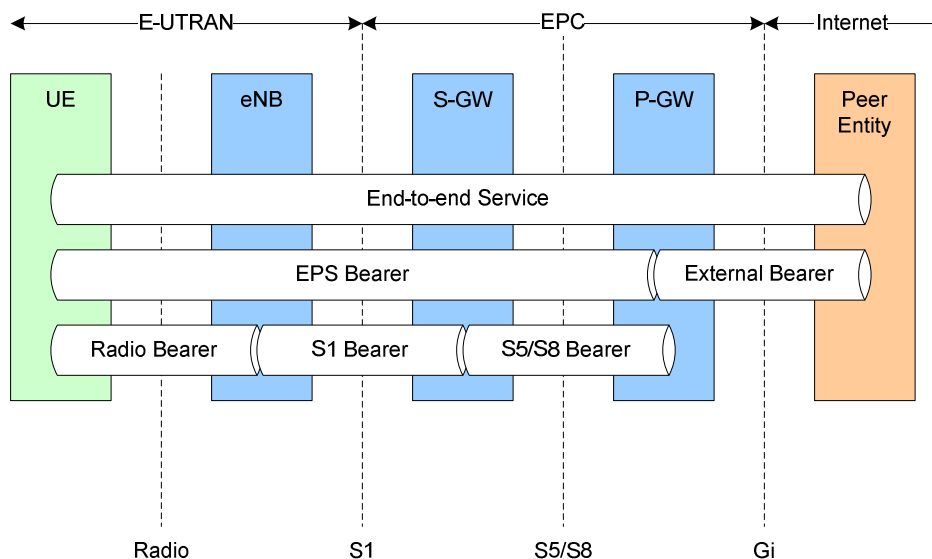 E-UTRAN
EPC
Internet
UE
eNB
S-GW
P-GW
Peer
Entity
End-to-end Service
EPS Bearer
External Bearer
Radio Bearer
S1 Bearer
S5/S8 Bearer
Radio
S1
S5/S8
Gi